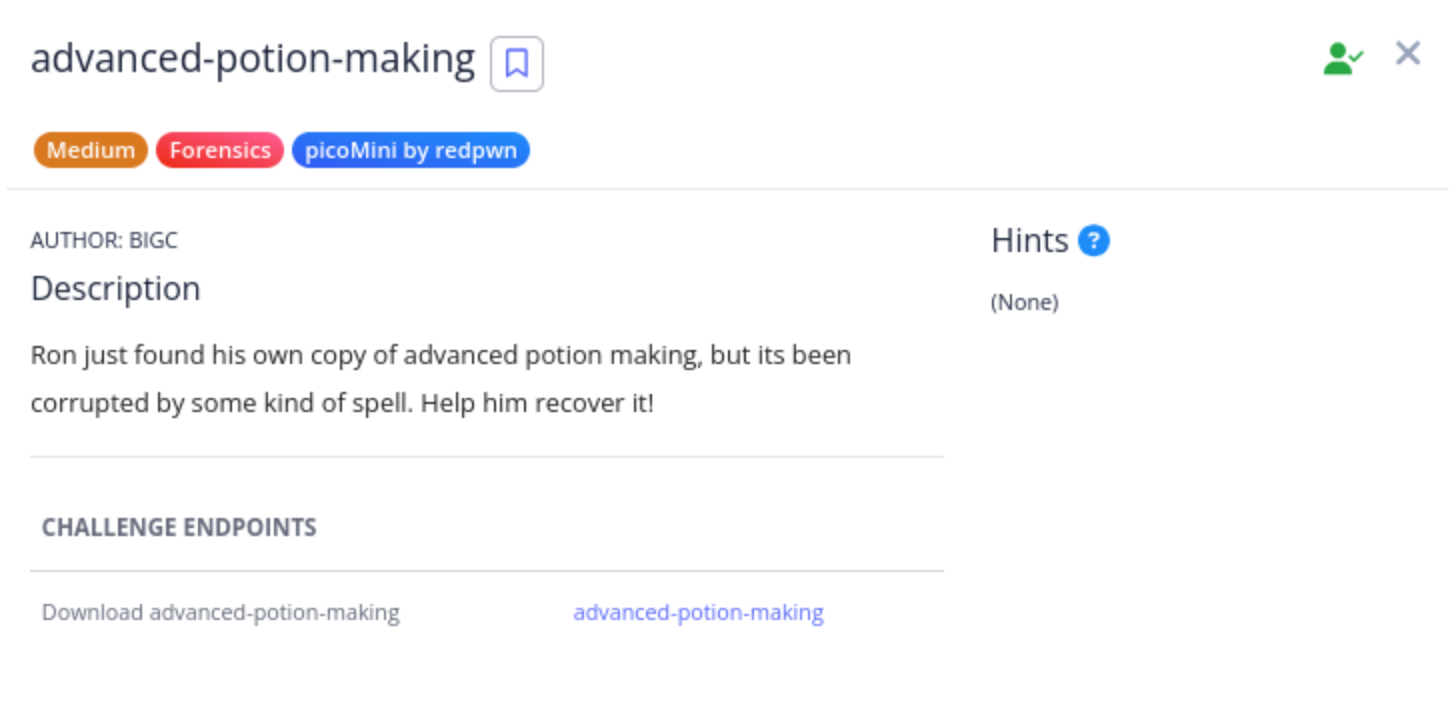 advanced-potion-making
Medium Forensics picoMini by redpwn
AUTHOR: BIGC
Description
Ron just found his own copy of advanced potion making, but its been
corrupted by some kind of spell. Help him recover it!
CHALLENGE ENDPOINTS
Download advanced-potion-making advanced-potion-making
Hints ?
(None)